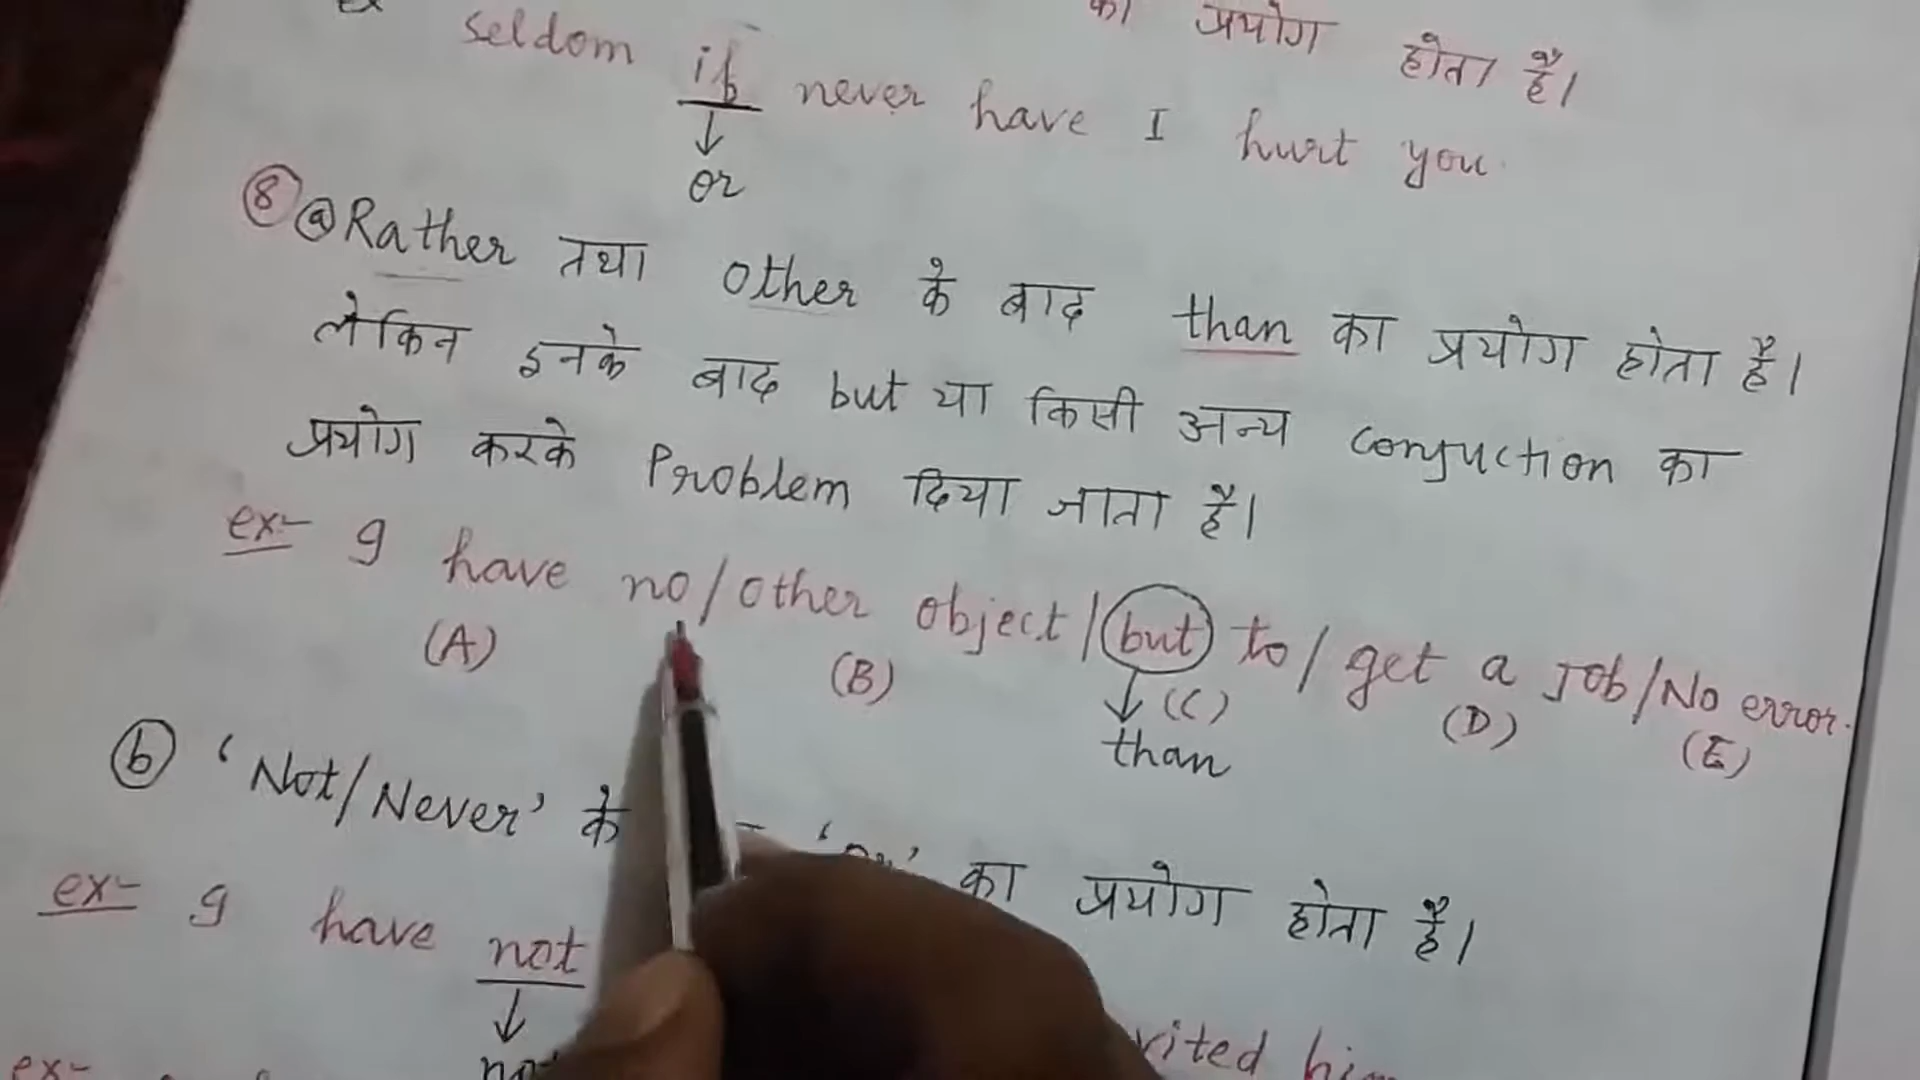 का प्रयोग होता है।
seldom if never have I hurt you.
↓
or
⑧ ⓐ Rather तथा other के बाद than का प्रयोग होता है।
लेकिन इनके बाद but या किसी अन्य conjuction का
प्रयोग करके Problem दिया जाता है।
ex- I have no/other object/but to/get a Job/No error.
(A) (B) ↓(C) (D) (E)
than
ⓑ 'Not/Never' के 'or' का प्रयोग होता है।
ex- I have not
↓
ex- him